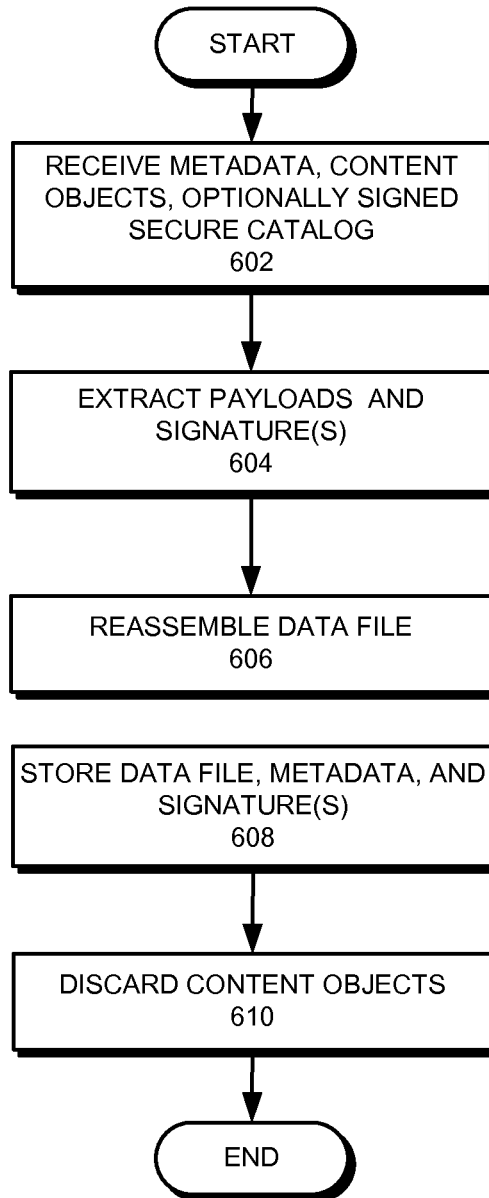 START
RECEIVE METADATA, CONTENT
OBJECTS, OPTIONALLY SIGNED
SECURE CATALOG
602
EXTRACT PAYLOADS AND
SIGNATURE(S)
604
REASSEMBLE DATA FILE
606
STORE DATA FILE, METADATA, AND
SIGNATURE(S)
608
DISCARD CONTENT OBJECTS
610
END